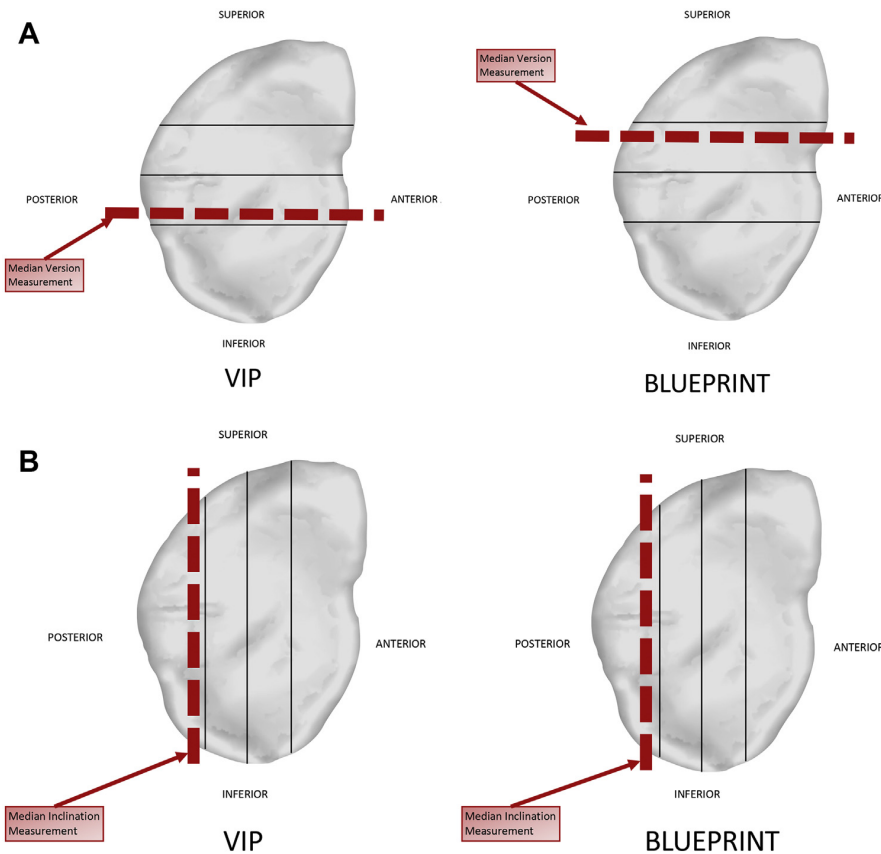 A
SUPERIOR
POSTERIOR
ANTERIOR
Median Version
Measurement
INFERIOR
VIP
SUPERIOR
Median Version
Measurement
POSTERIOR
ANTERIOR
INFERIOR
BLUEPRINT
B
SUPERIOR
POSTERIOR
ANTERIOR
INFERIOR
Median Inclination
Measurement
VIP
SUPERIOR
POSTERIOR
ANTERIOR
INFERIOR
Median Inclination
Measurement
BLUEPRINT